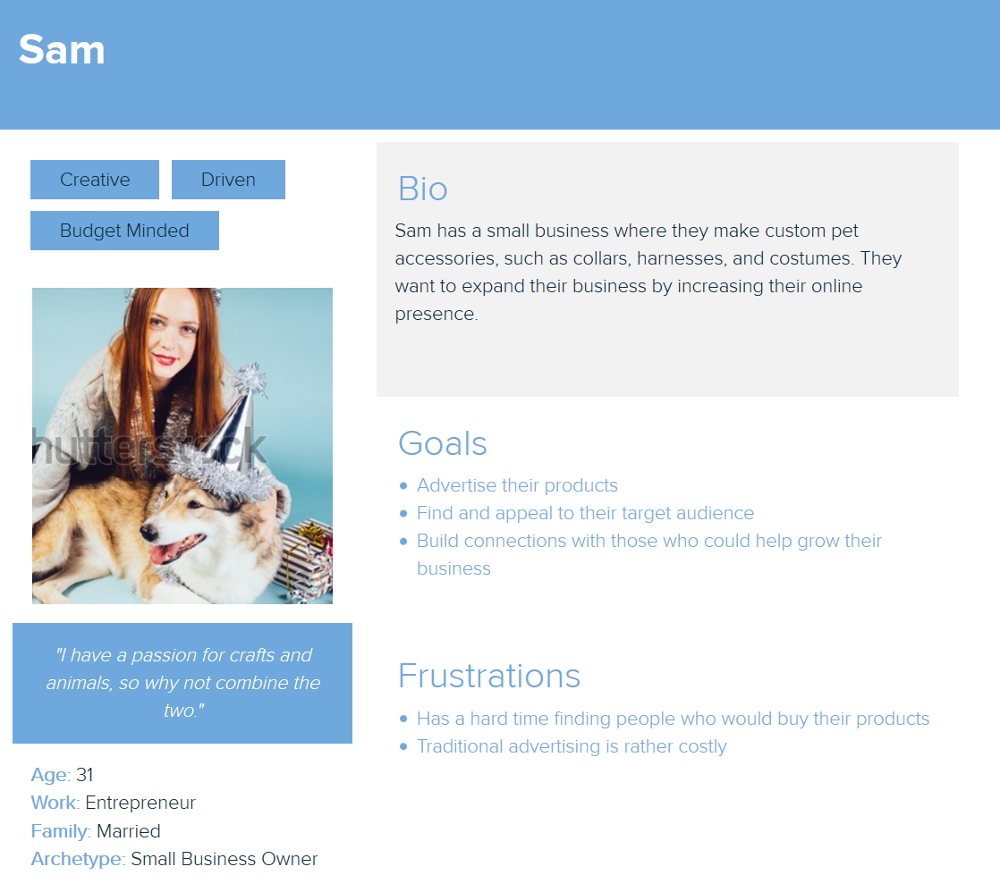 Sam
Creative
Driven
Budget Minded
hutterstock
"I have a passion for crafts and
animals, so why not combine the
two."
Age: 31
Work: Entrepreneur
Family: Married
Archetype: Small Business Owner
Bio
Sam has a small business where they make custom pet
accessories, such as collars, harnesses, and costumes. They
want to expand their business by increasing their online
presence.
Goals
Advertise their products
Find and appeal to their target audience
Build connections with those who could help grow their
business
Frustrations
Has a hard time finding people who would buy their products
Traditional advertising is rather costly